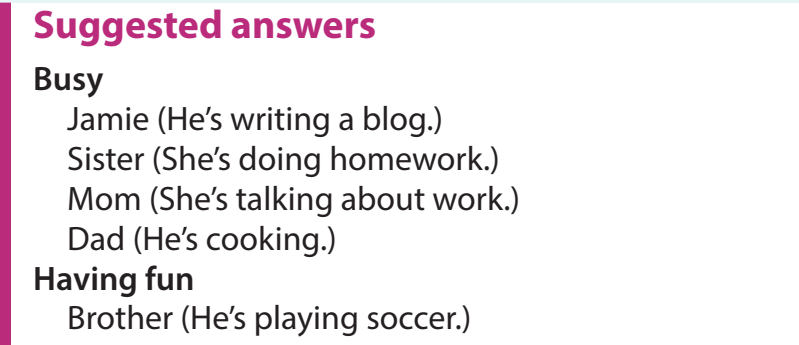 Suggested answers
Busy
Jamie (He’s writing a blog.)
Sister (She’s doing homework.)
Mom (She’s talking about work.)
Dad (He’s cooking.)
Having fun
Brother (He’s playing soccer.)